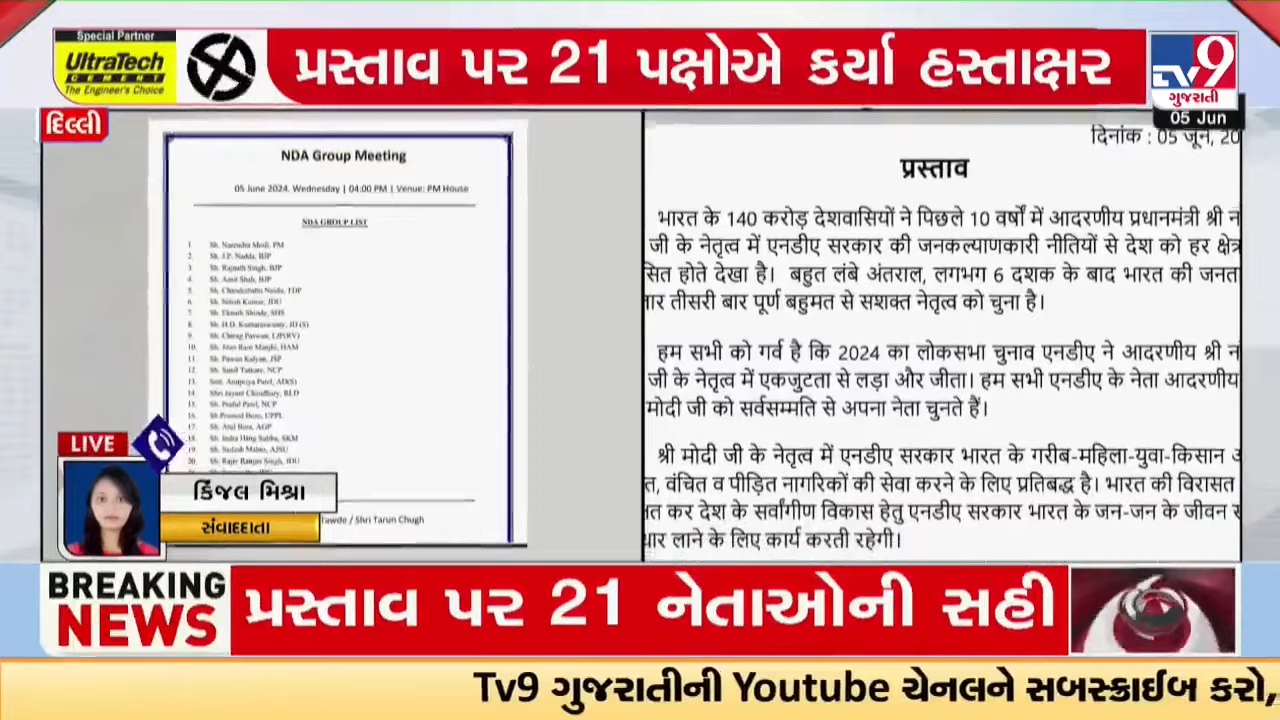 Special Partner
UltraTech
CEMENT
The Engineer's Choice
પ્રસ્તાવ પર 21 પક્ષોએ કર્યા હસ્તાક્ષર
TV9
ગુજરાતી
05 Jun
દિલ્લી
NDA Group Meeting
05 June 2024. Wednesday | 04:00 PM | Venue: PM House
NDA GROUP LIST
1. Sh. Narendra Modi, PM
2. Sh. J.P. Nadda, BJP
3. Sh. Rajnath Singh, BJP
4. Sh. Amit Shah, BJP
5. Sh. Chandrababu Naidu, TDP
6. Sh. Nitish Kumar, JDU
7. Sh. Eknath Shinde, SHS
8. Sh. H.D. Kumaraswamy, JD(S)
9. Sh. Chirag Paswan, LJP(RV)
10. Sh. Jitan Ram Manjhi, HAM
11. Sh. Pawan Kalyan, JSP
12. Sh. Sunil Tatkare, NCP
13. Smt. Anupriya Patel, AD(S)
14. Shri Jayant Chaudhary, RLD
15. Sh. Praful Patel, NCP
16. Sh Pramod Boro, UPPL
17. Sh. Atul Bora, AGP
18. Sh. Indra Hang Subba, SKM
19. Sh. Sudesh Mahto, AJSU
20. Sh. Rajiv Ranjan Singh, JDU
awde / Shri Tarun Chugh
दिनांक : 05 जून, 20
प्रस्ताव
भारत के 140 करोड़ देशवासियों ने पिछले 10 वर्षों में आदरणीय प्रधानमंत्री श्री न
जी के नेतृत्व में एनडीए सरकार की जनकल्याणकारी नीतियों से देश को हर क्षेत्र
सित होते देखा है। बहुत लंबे अंतराल, लगभग 6 दशक के बाद भारत की जनता
ार तीसरी बार पूर्ण बहुमत से सशक्त नेतृत्व को चुना है।
हम सभी को गर्व है कि 2024 का लोकसभा चुनाव एनडीए ने आदरणीय श्री न
जी के नेतृत्व में एकजुटता से लड़ा और जीता। हम सभी एनडीए के नेता आदरणीय
मोदी जी को सर्वसम्मति से अपना नेता चुनते हैं।
श्री मोदी जी के नेतृत्व में एनडीए सरकार भारत के गरीब-महिला-युवा-किसान
त, वंचित व पीड़ित नागरिकों की सेवा करने के लिए प्रतिबद्ध है। भारत की विरासत
कर देश के सर्वांगीण विकास हेतु एनडीए सरकार भारत के जन-जन के जीवन स
धार लाने के लिए कार्य करती रहेगी।
LIVE
કિંજલ મિશ્રા
સંવાદદાતા
BREAKING
NEWS
પ્રસ્તાવ પર 21 નેતાઓની સહી
Tv9 ગુજરાતીની Youtube ચેનલને સબસ્ક્રાઈબ કરો,